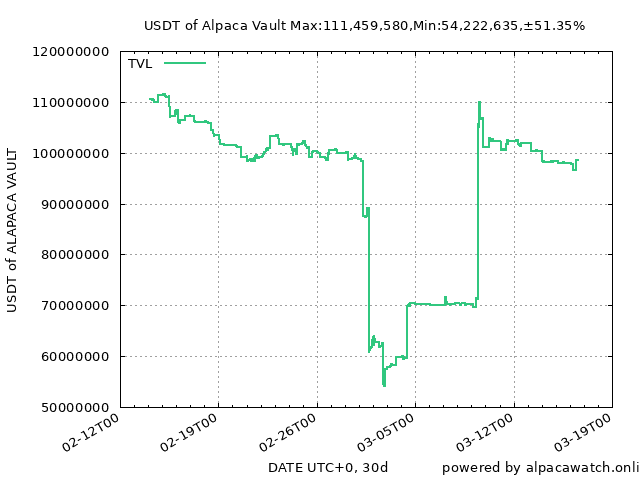 USDT of Alpaca Vault Max:111,459,580,Min:54,222,635,±51.35%
120000000
TVL
110000000
100000000
90000000
80000000
70000000
60000000
50000000
USDT of ALAPACA VAULT
02-12T00
02-19T00
02-26T00
03-05T00
03-12T00
03-19T00
DATE UTC+0, 30d
powered by alpacawatch.onli